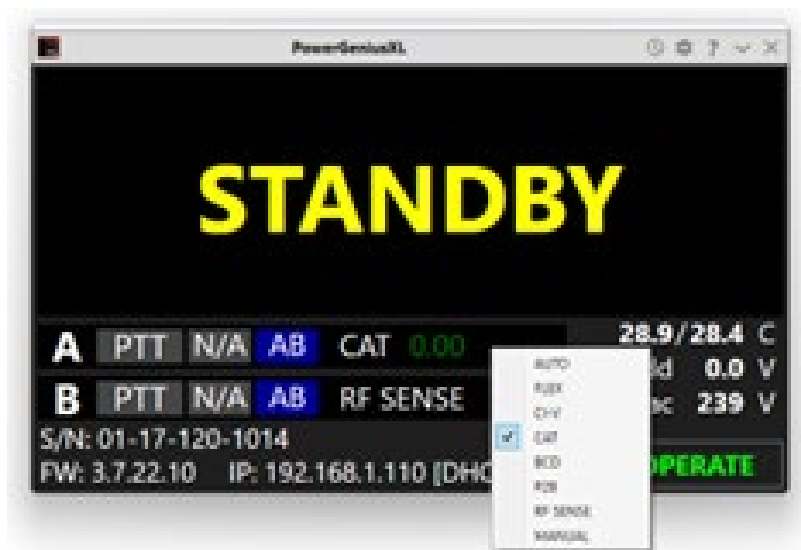 PowerGeniusXL
STANDBY
A PTT N/A AB CAT 0.00 28.9/28.4 C
0.0 V
B PTT N/A AB RF SENSE 239 V
S/N: 01-17-120-1014
FW: 3.7.22.10 IP: 192.168.1.110 [DHC
OPERATE
AUTO
FLEX
CI-V
CAT
BCD
RF SENSE
MANUAL